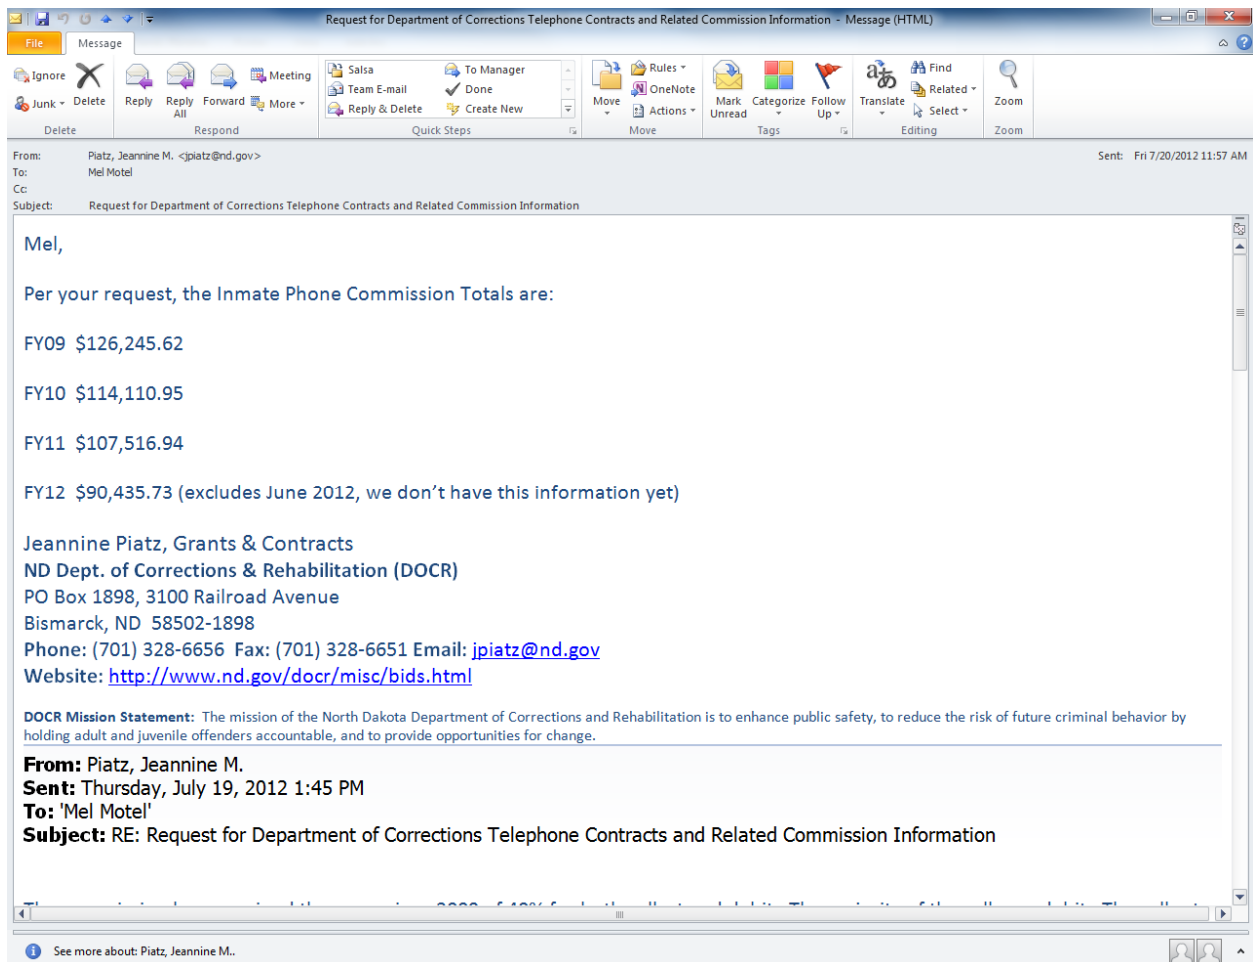 Request for Department of Corrections Telephone Contracts and Related Commission Information - Message (HTML)
File Message
Ignore
Junk
Delete
Reply
Reply All
Forward
Meeting
More
Salsa
Team E-mail
Reply & Delete
To Manager
Done
Create New
Move
Rules
OneNote
Actions
Mark Unread
Categorize
Follow Up
Translate
Find
Related
Select
Zoom
Delete Respond Quick Steps Move Tags Editing Zoom
From: Piatz, Jeannine M. <jpiatz@nd.gov> Sent: Fri 7/20/2012 11:57 AM
To: Mel Motel
Cc:
Subject: Request for Department of Corrections Telephone Contracts and Related Commission Information
Mel,
Per your request, the Inmate Phone Commission Totals are:
FY09 $126,245.62
FY10 $114,110.95
FY11 $107,516.94
FY12 $90,435.73 (excludes June 2012, we don't have this information yet)
Jeannine Piatz, Grants & Contracts
ND Dept. of Corrections & Rehabilitation (DOCR)
PO Box 1898, 3100 Railroad Avenue
Bismarck, ND 58502-1898
Phone: (701) 328-6656 Fax: (701) 328-6651 Email: jpiatz@nd.gov
Website: http://www.nd.gov/docr/misc/bids.html
DOCR Mission Statement: The mission of the North Dakota Department of Corrections and Rehabilitation is to enhance public safety, to reduce the risk of future criminal behavior by
holding adult and juvenile offenders accountable, and to provide opportunities for change.
From: Piatz, Jeannine M.
Sent: Thursday, July 19, 2012 1:45 PM
To: 'Mel Motel'
Subject: RE: Request for Department of Corrections Telephone Contracts and Related Commission Information
See more about: Piatz, Jeannine M..